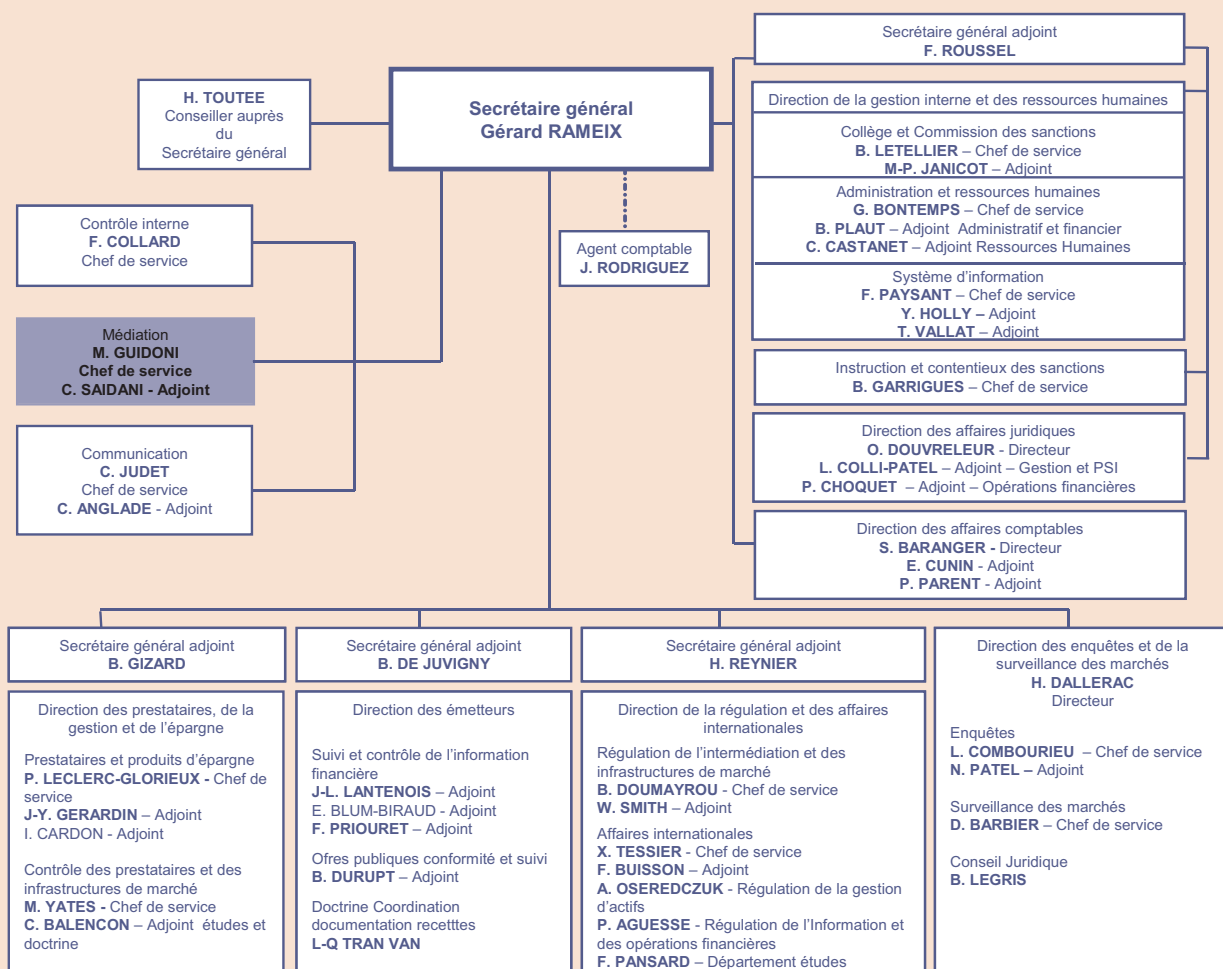 Secrétaire général adjoint
F. ROUSSEL
H. TOUTEE
Conseiller auprès
du
Secrétaire général
Secrétaire général
Gérard RAMEIX
Direction de la gestion interne et des ressources humaines
Collège et Commission des sanctions
B. LETELLIER – Chef de service
M-P. JANICOT – Adjoint
Administration et ressources humaines
G. BONTEMPS – Chef de service
B. PLAUT – Adjoint Administratif et financier
C. CASTANET – Adjoint Ressources Humaines
Système d’information
F. PAYSANT – Chef de service
Y. HOLLY – Adjoint
T. VALLAT – Adjoint
Contrôle interne
F. COLLARD
Chef de service
Agent comptable
J. RODRIGUEZ
Médiation
M. GUIDONI
Chef de service
C. SAIDANI - Adjoint
Instruction et contentieux des sanctions
B. GARRIGUES – Chef de service
Communication
C. JUDET
Chef de service
C. ANGLADE - Adjoint
Direction des affaires juridiques
O. DOUVRELEUR - Directeur
L. COLLI-PATEL – Adjoint – Gestion et PSI
P. CHOQUET – Adjoint – Opérations financières
Direction des affaires comptables
S. BARANGER - Directeur
E. CUNIN - Adjoint
P. PARENT - Adjoint
Secrétaire général adjoint
B. GIZARD
Direction des prestataires, de la
gestion et de l’épargne
Prestataires et produits d’épargne
P. LECLERC-GLORIEUX - Chef de
service
J-Y. GERARDIN – Adjoint
I. CARDON - Adjoint
Contrôle des prestataires et des
infrastructures de marché
M. YATES - Chef de service
C. BALENCON – Adjoint études et
doctrine
Secrétaire général adjoint
B. DE JUVIGNY
Direction des émetteurs
Suivi et contrôle de l’information
financière
J-L. LANTENOIS – Adjoint
E. BLUM-BIRAUD - Adjoint
F. PRIOURET – Adjoint
Ofres publiques conformité et suivi
B. DURUPT – Adjoint
Doctrine Coordination
documentation recetttes
L-Q TRAN VAN
Secrétaire général adjoint
H. REYNIER
Direction de la régulation et des affaires
internationales
Régulation de l’intermédiation et des
infrastructures de marché
B. DOUMAYROU - Chef de service
W. SMITH – Adjoint
Affaires internationales
X. TESSIER - Chef de service
F. BUISSON – Adjoint
A. OSEREDCZUK - Régulation de la gestion
d’actifs
P. AGUESSE - Régulation de l’Information et
des opérations financières
F. PANSARD – Département études
Direction des enquêtes et de la
surveillance des marchés
H. DALLERAC
Directeur
Enquêtes
L. COMBOURIEU – Chef de service
N. PATEL – Adjoint
Surveillance des marchés
D. BARBIER – Chef de service
Conseil Juridique
B. LEGRIS